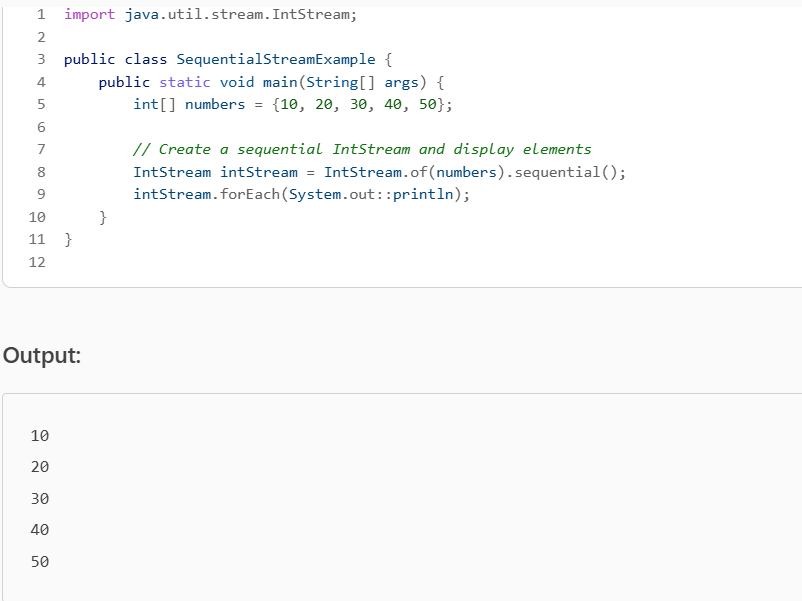 1 import java.util.stream.IntStream;
2
3 public class SequentialStreamExample {
4     public static void main(String[] args) {
5         int[] numbers = {10, 20, 30, 40, 50};
6
7         // Create a sequential IntStream and display elements
8         IntStream intStream = IntStream.of(numbers).sequential();
9         intStream.forEach(System.out::println);
10     }
11 }
12
Output:
10
20
30
40
50